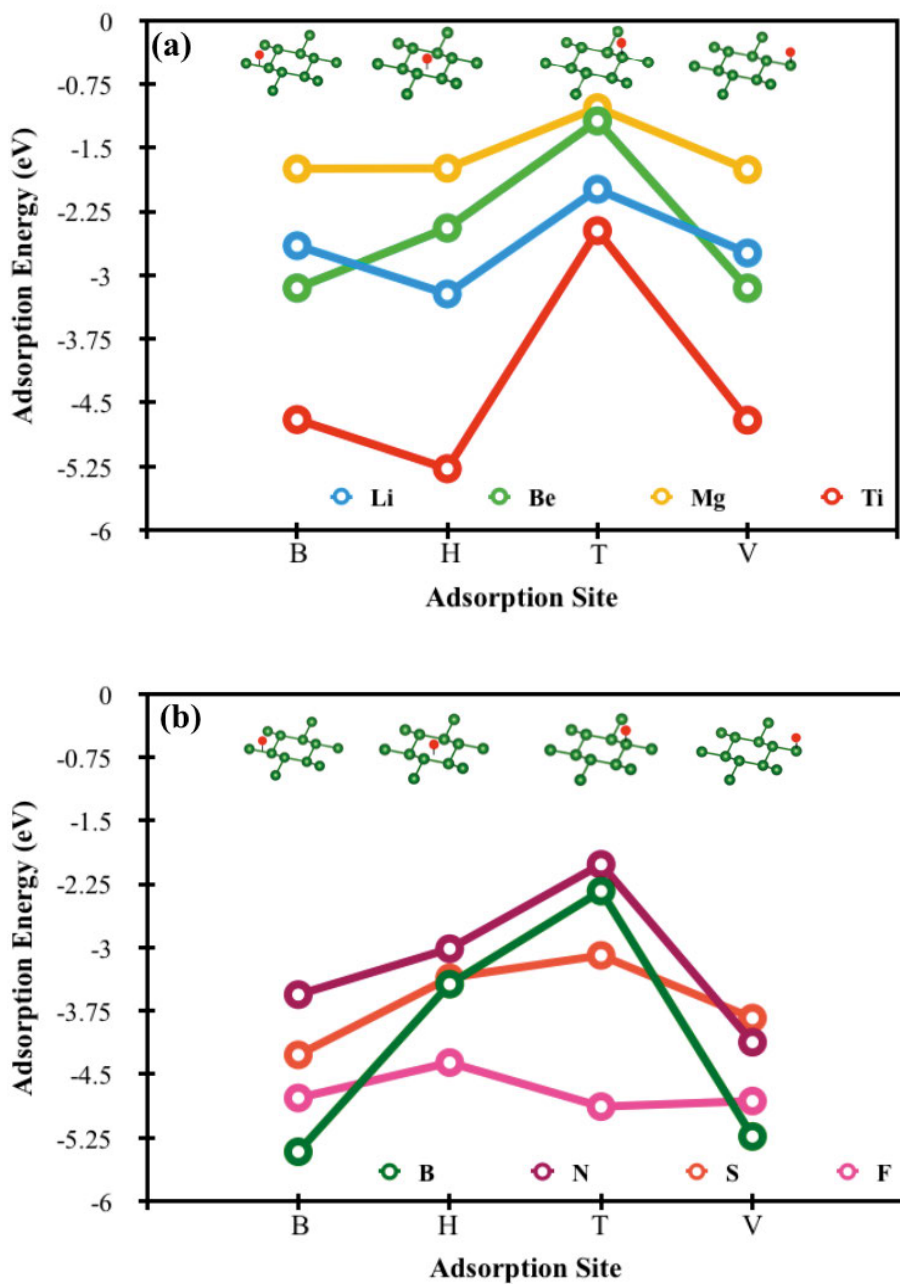 (a)
0
-0.75
-1.5
-2.25
-3
-3.75
-4.5
-5.25
-6
Adsorption Energy (eV)
Li Be Mg Ti
B H T V
Adsorption Site
(b)
0
-0.75
-1.5
-2.25
-3
-3.75
-4.5
-5.25
-6
Adsorption Energy (eV)
B N S F
B H T V
Adsorption Site